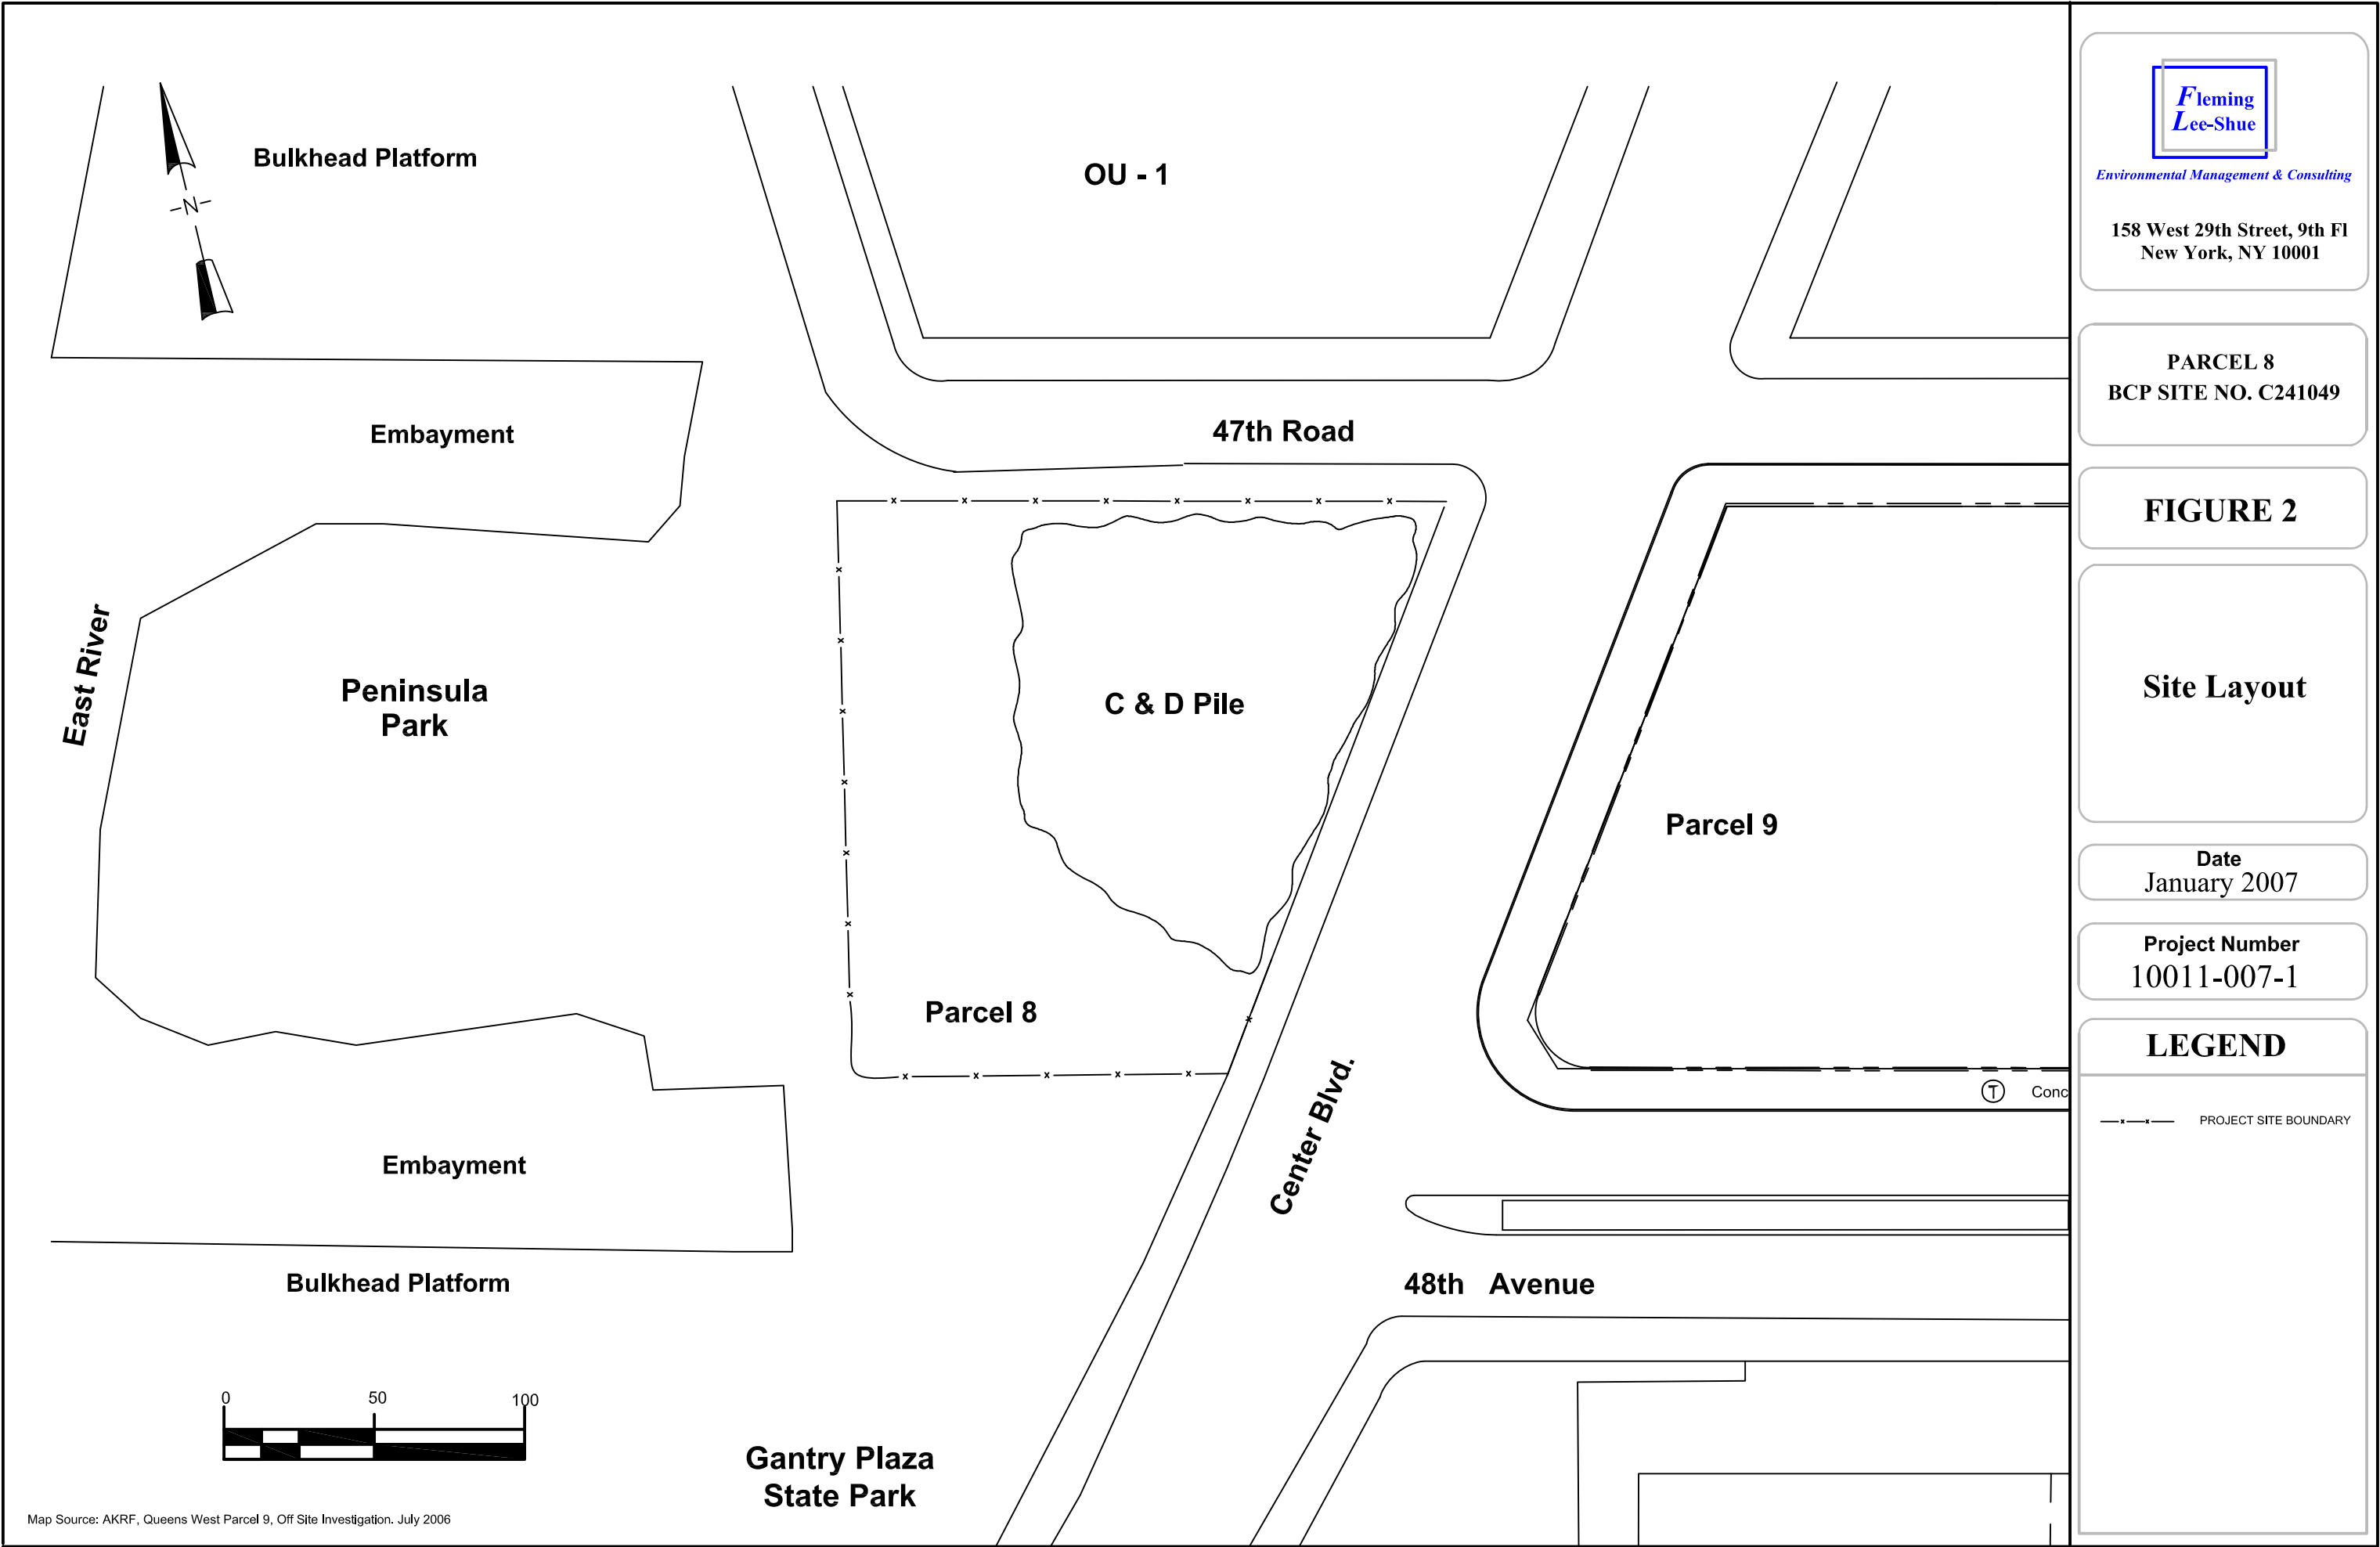 Bulkhead Platform
N
OU - 1
Embayment
47th Road
East River
Peninsula
Park
C & D Pile
Parcel 9
Parcel 8
Center Blvd.
T
Conc
Embayment
Bulkhead Platform
48th Avenue
0 50 100
Gantry Plaza
State Park
Map Source: AKRF, Queens West Parcel 9, Off Site Investigation. July 2006
Fleming
Lee-Shue
Environmental Management & Consulting
158 West 29th Street, 9th Fl
New York, NY 10001
PARCEL 8
BCP SITE NO. C241049
FIGURE 2
Site Layout
Date
January 2007
Project Number
10011-007-1
LEGEND
PROJECT SITE BOUNDARY